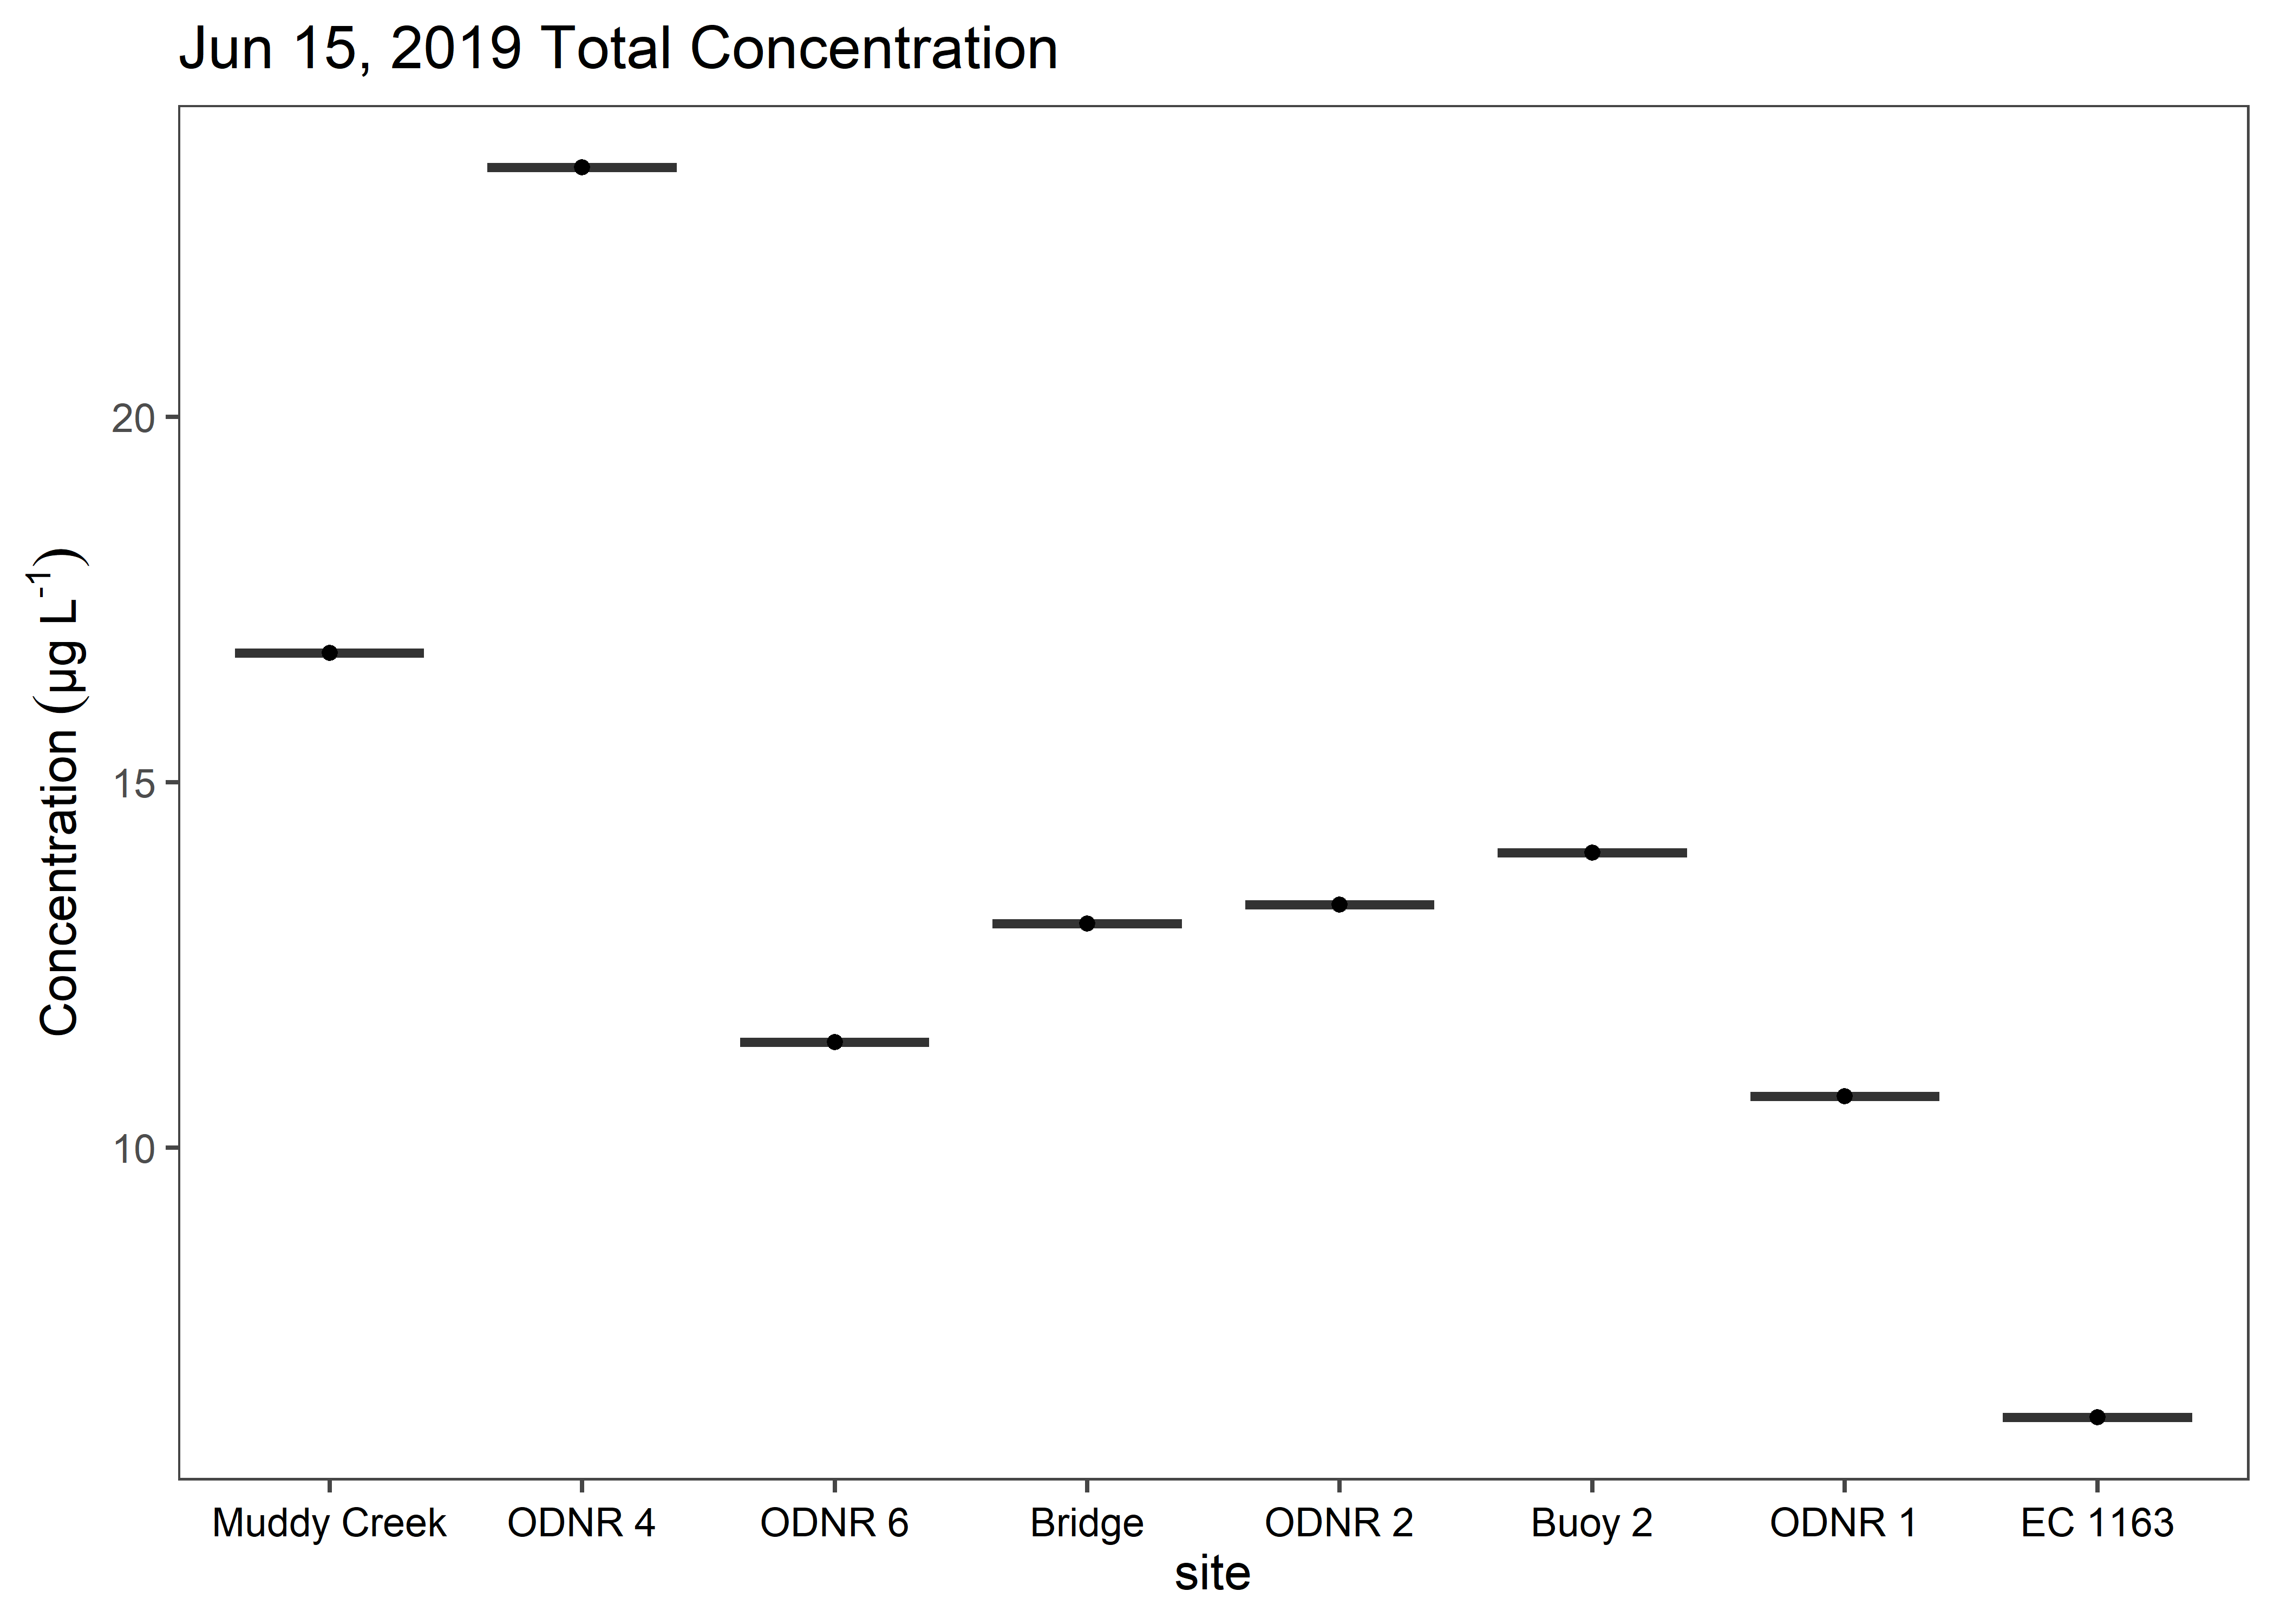 Jun 15, 2019 Total Concentration
Concentration (µg L⁻¹)
20
15
10
Muddy Creek ODNR 4 ODNR 6 Bridge ODNR 2 Buoy 2 ODNR 1 EC 1163
site